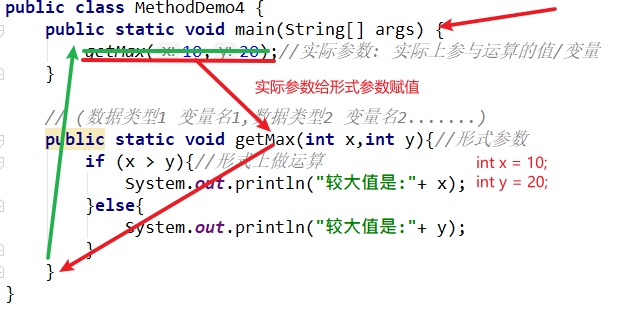 public class MethodDemo4 {
public static void main(String[] args) {
getMax( x: 10, y: 20);//实际参数: 实际上参与运算的值/变量
}
实际参数给形式参数赋值
// (数据类型1 变量名1,数据类型2 变量名2.......)
public static void getMax(int x,int y){//形式参数
if (x > y){//形式上做运算
int x = 10;
System.out.println("较大值是:"+ x);
int y = 20;
}else{
System.out.println("较大值是:"+ y);
}
}
}